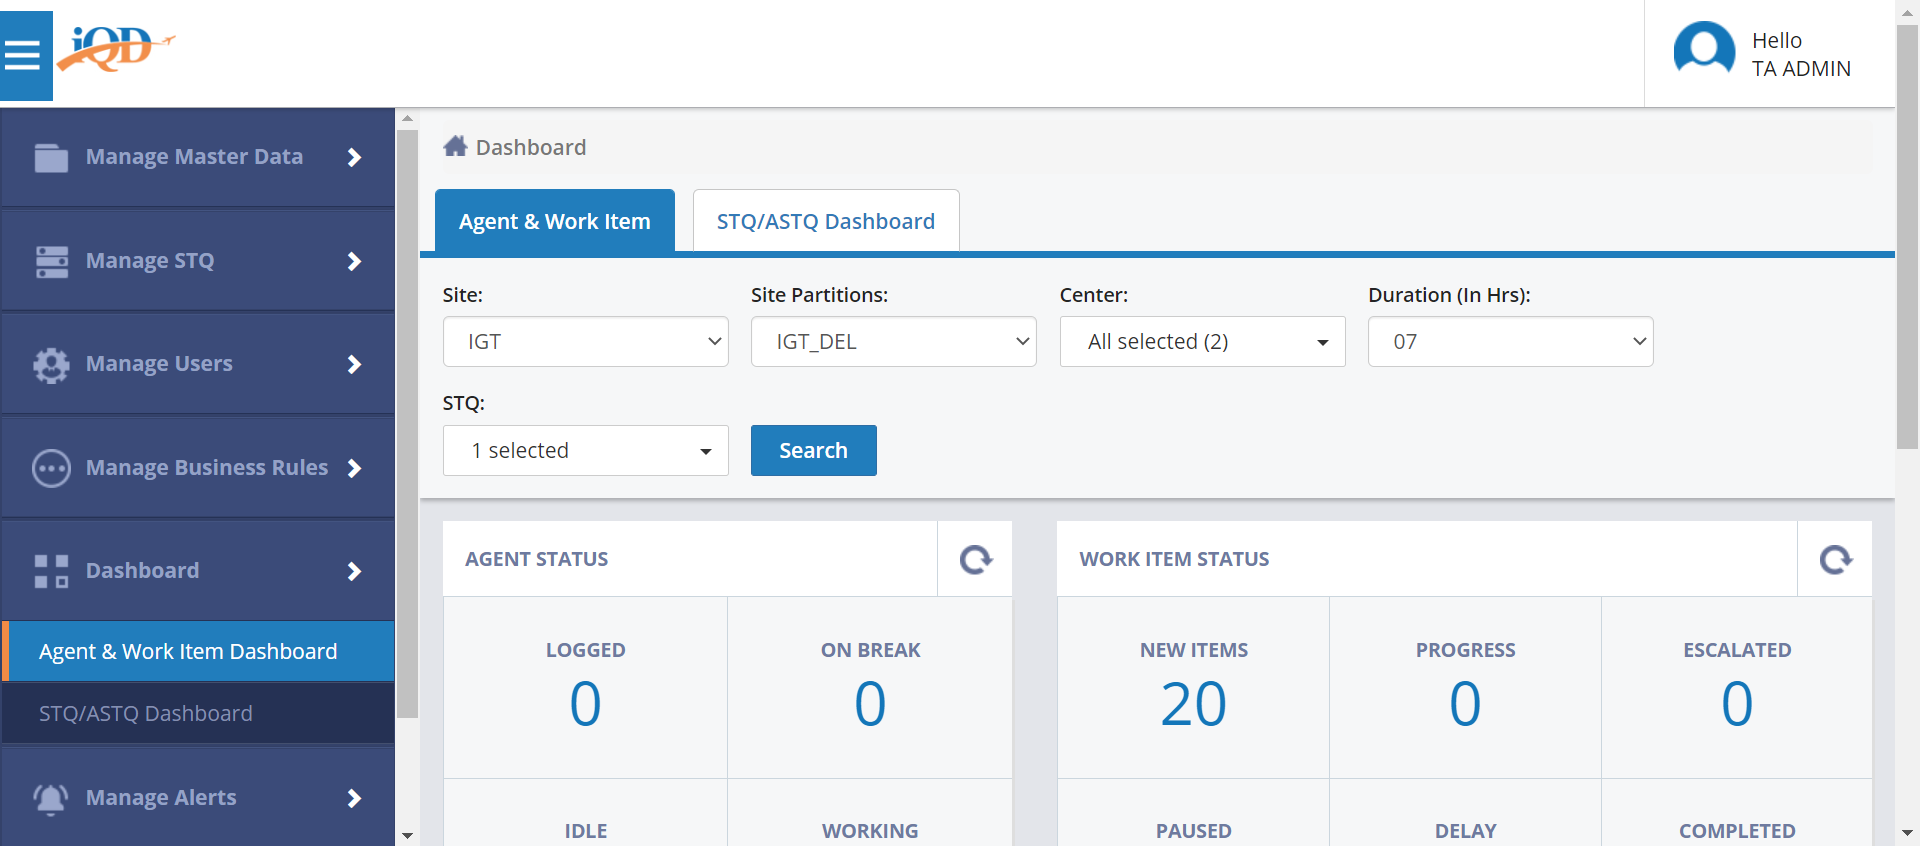 iQD
Hello
TA ADMIN
Manage Master Data
Manage STQ
Manage Users
Manage Business Rules
Dashboard
Agent & Work Item Dashboard
STQ/ASTQ Dashboard
Manage Alerts
Dashboard
Agent & Work Item
STQ/ASTQ Dashboard
Site:
Site Partitions:
Center:
Duration (In Hrs):
IGT
IGT_DEL
All selected (2)
07
STQ:
1 selected
Search
AGENT STATUS
LOGGED
0
ON BREAK
0
IDLE
WORKING
WORK ITEM STATUS
NEW ITEMS
20
PROGRESS
0
ESCALATED
0
PAUSED
DELAY
COMPLETED